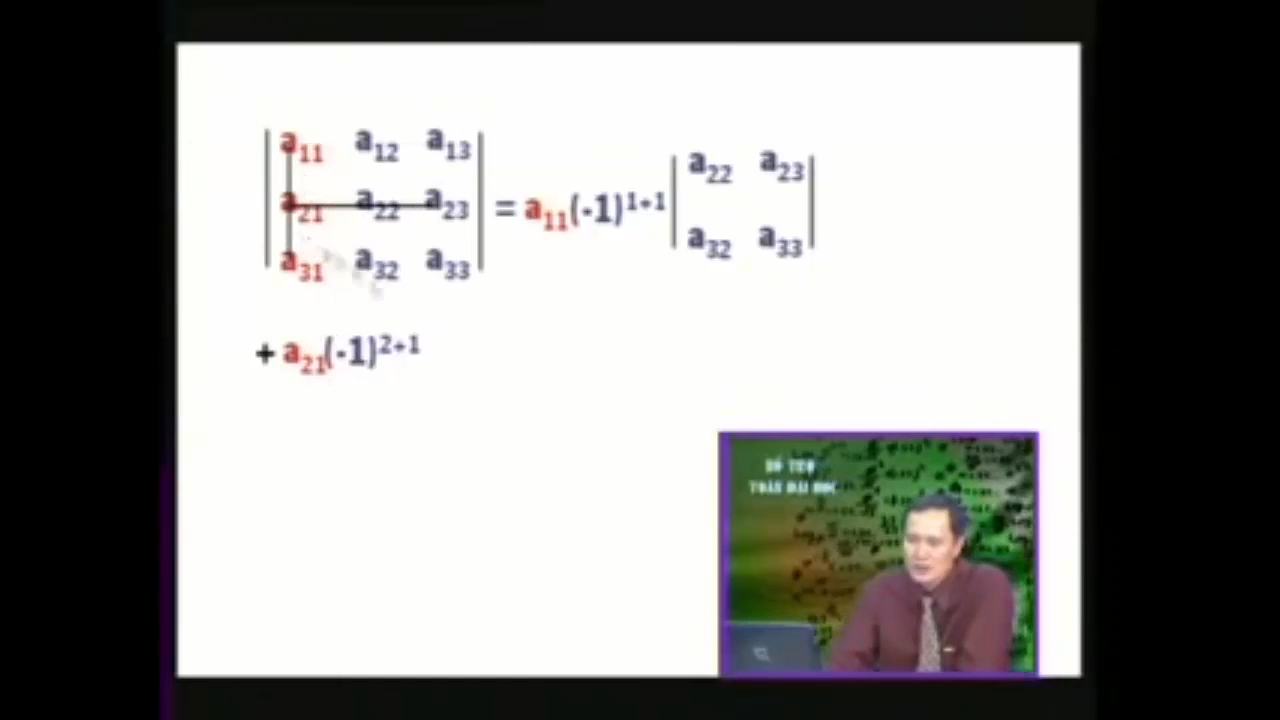 | a₁₁ a₁₂ a₁₃ |
| a₂₁ a₂₂ a₂₃ | = a₁₁(-1)¹⁺¹ | a₂₂ a₂₃ |
| a₃₁ a₃₂ a₃₃ | | a₃₂ a₃₃ |
+ a₂₁(-1)²⁺¹